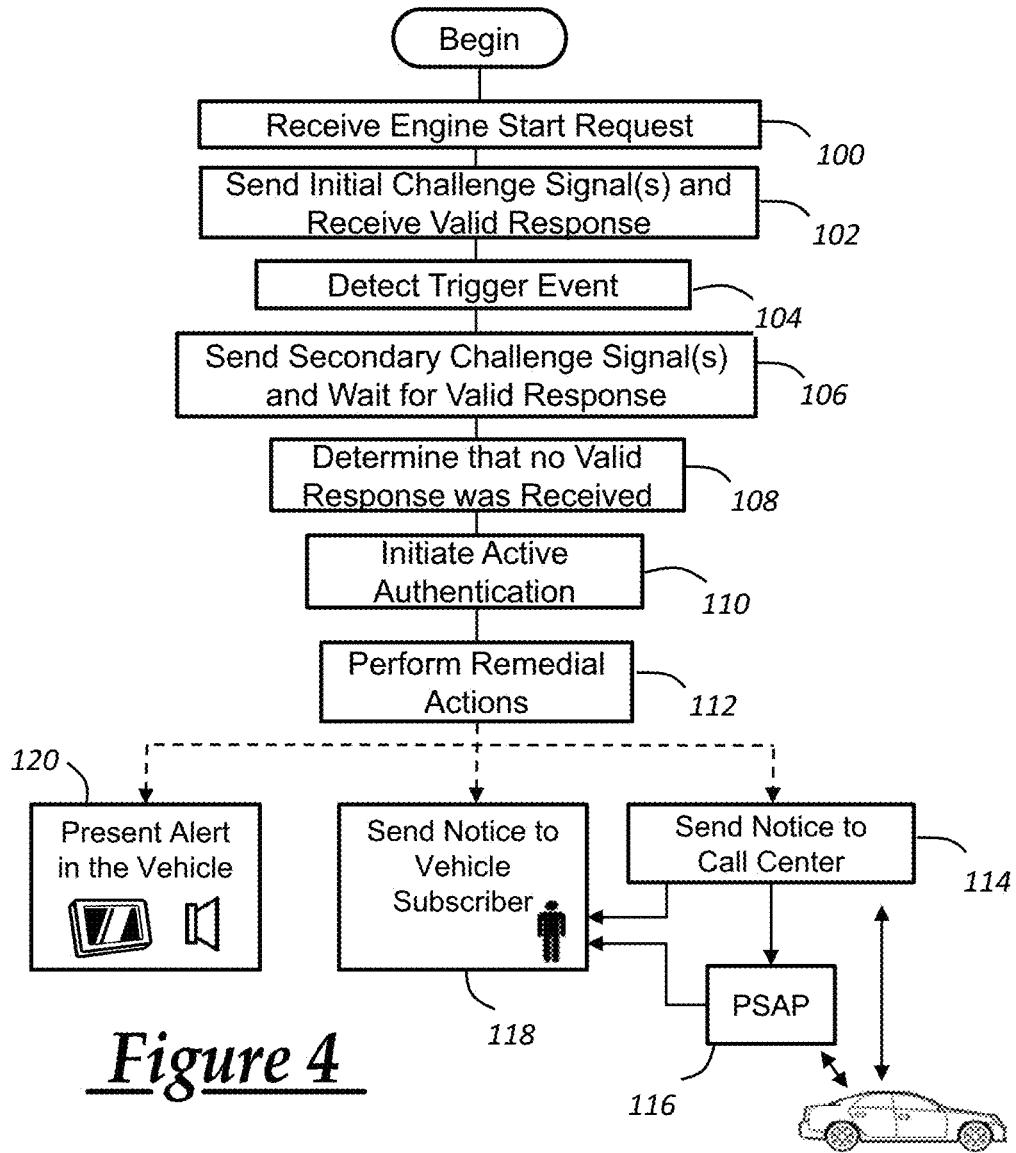 Begin
Receive Engine Start Request
100
Send Initial Challenge Signal(s) and
Receive Valid Response
102
Detect Trigger Event
104
Send Secondary Challenge Signal(s)
and Wait for Valid Response
106
Determine that no Valid
Response was Received
108
Initiate Active
Authentication
110
Perform Remedial
Actions
112
120
Present Alert
in the Vehicle
Send Notice to
Vehicle
Subscriber
118
Send Notice to
Call Center
114
PSAP
116
Figure 4